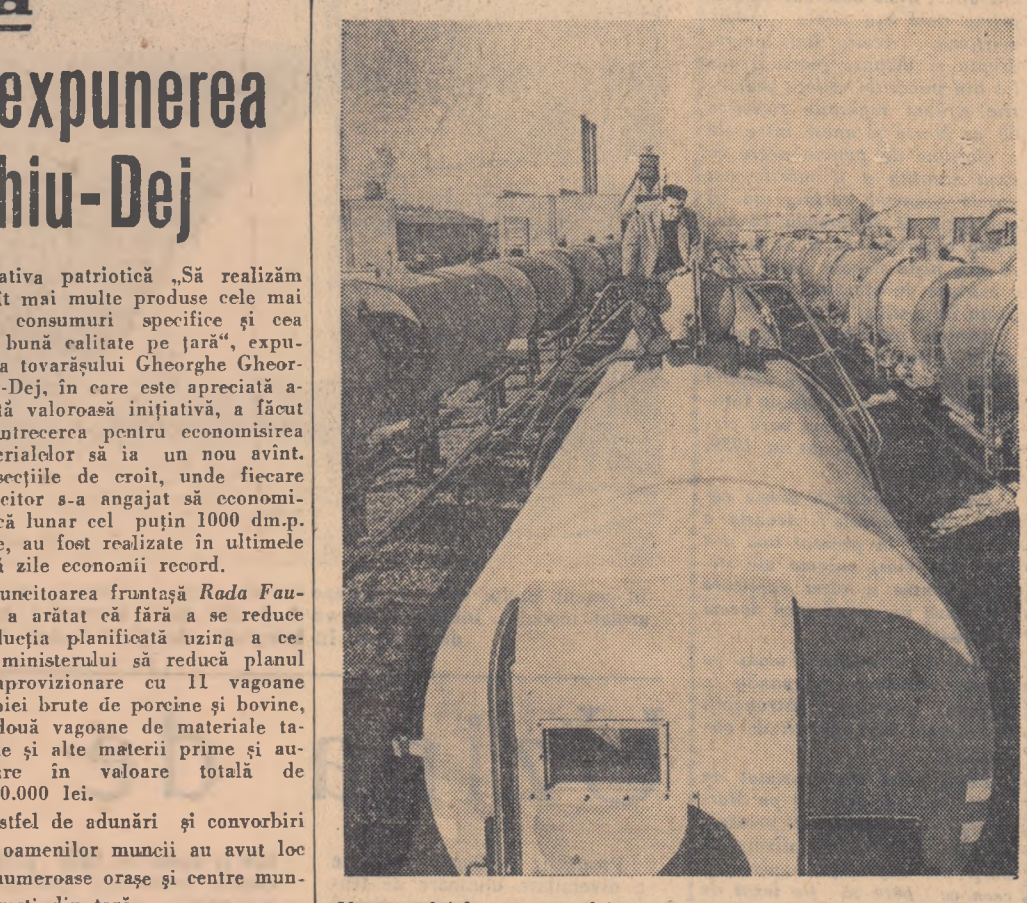 expunerea
hiu-Dej
ativa patriotică „Să realizăm
ît mai multe produse cele mai
consumuri specifice și cea
bună calitate pe țară“, expu-
a tovarășului Gheorghe Gheor-
-Dej, în care este apreciată a-
tă valoroasă inițiativă, a făcut
ntrecerea pentru economisirea
erialelor să ia un nou avînt.
secțiile de croit, unde fiecare
citor s-a angajat să economi-
că lunar cel puțin 1000 dm.p.
e, au fost realizate în ultimele
ă zile economii record.
uncitoarea fruntașă Rada Fau-
a arătat că fără a se reduce
lucția planificată uzina a ce-
ministerului să reducă planul
aprovizionare cu 11 vagoane
piei brute de porcine și bovine,
două vagoane de materiale ta-
e și alte materii prime și au-
are în valoare totală de
0.000 lei.
stfel de adunări și convorbiri
oamenilor muncii au avut loc
numeroase orașe și centre mun-